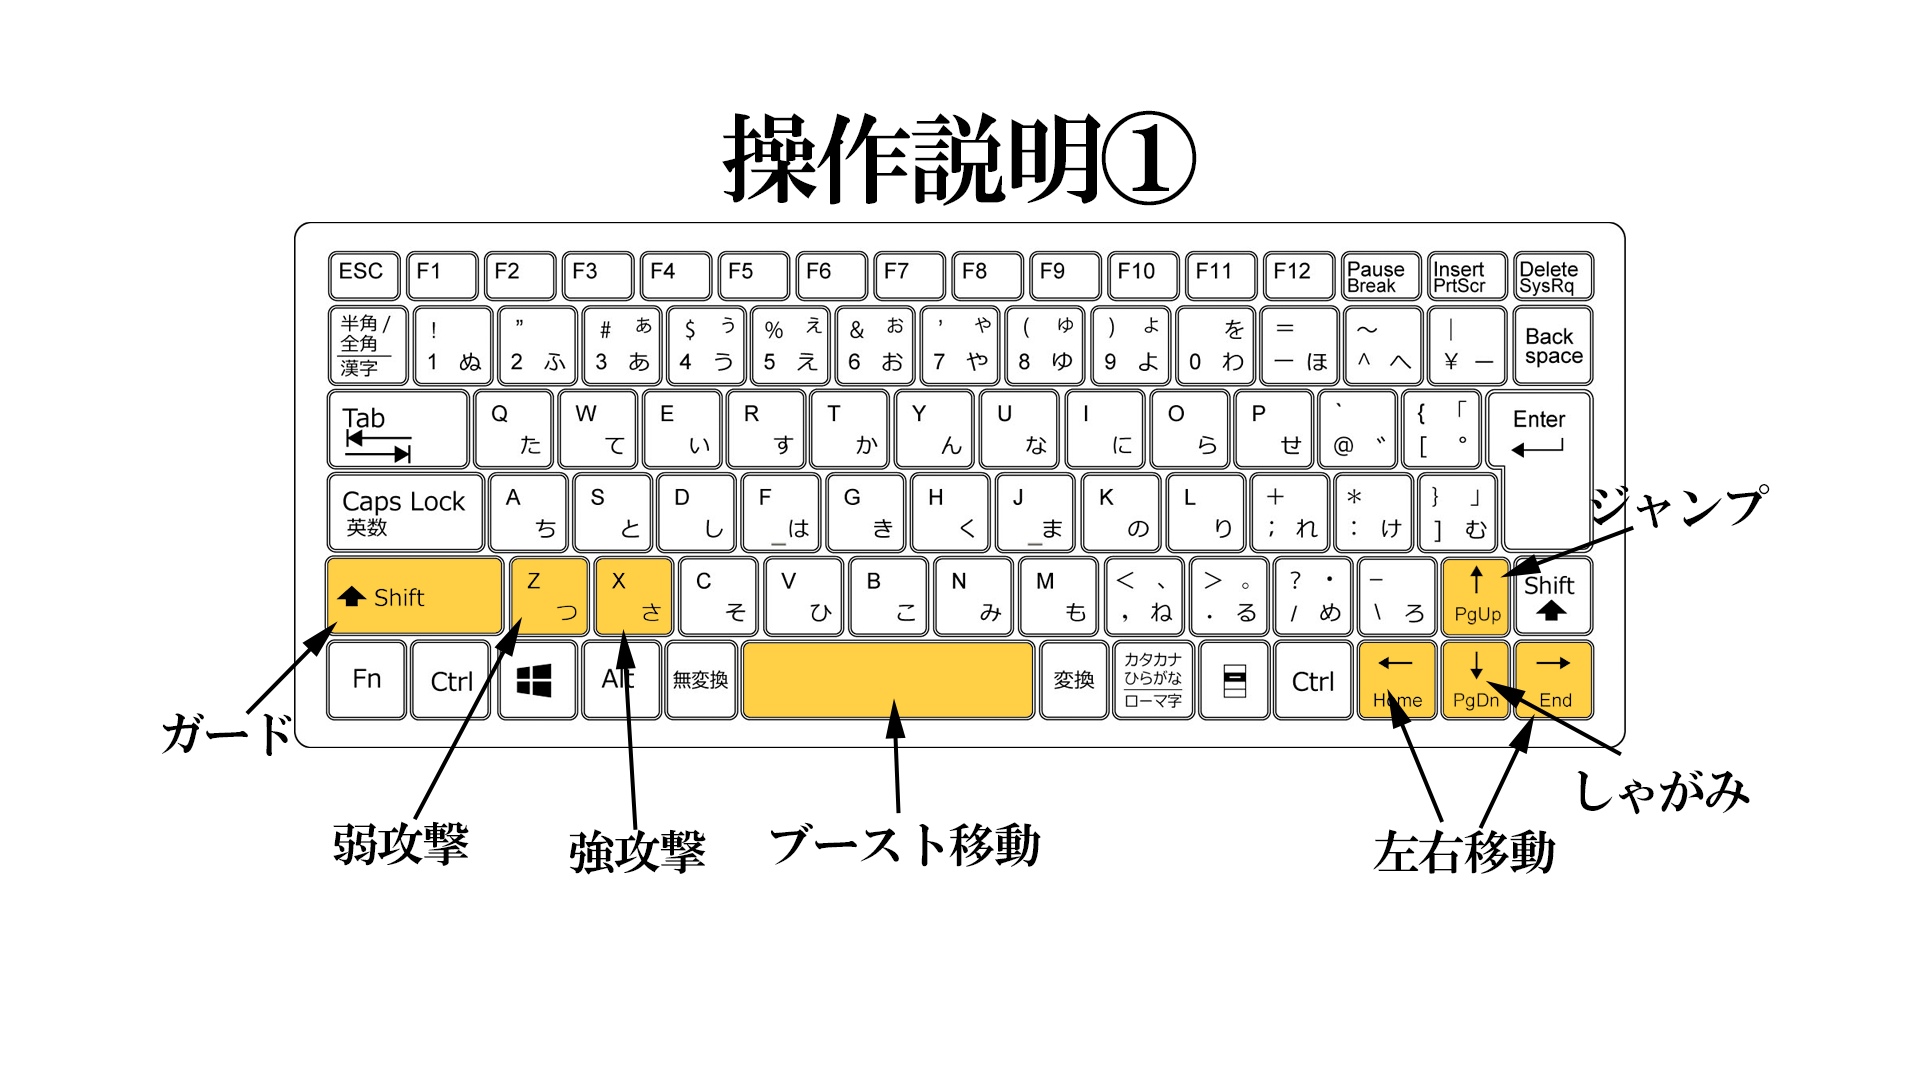 操作説明①
ESC F1 F2 F3 F4 F5 F6 F7 F8 F9 F10 F11 F12 Pause Break Insert PrtScr Delete SysRq
半角/全角 漢字 ! 1 ぬ ” 2 ふ # あ 3 あ $ ぅ 4 う % ぇ 5 え & ぉ 6 お ’ ゃ 7 や ( ゅ 8 ゆ ) ょ 9 よ を 0 わ = － ほ ～ ^ へ | ¥ ー Back space
Tab Q た W て E い R す T か Y ん U な I に O ら P せ ` @ ゛ { 「 [ ゜ Enter
Caps Lock 英数 A ち S と D し F は G き H く J ま K の L り + ; れ * : け } 」 ] む
ジャンプ
Shift Z つ X さ C そ V ひ B こ N み M も < 、 , ね > 。 . る ? ・ / め _ \ ろ ↑ PgUp Shift
Fn Ctrl Alt 無変換 変換 カタカナ ひらがな ローマ字 Ctrl ← Home ↓ PgDn → End
ガード
しゃがみ
弱攻撃 強攻撃 ブースト移動 左右移動